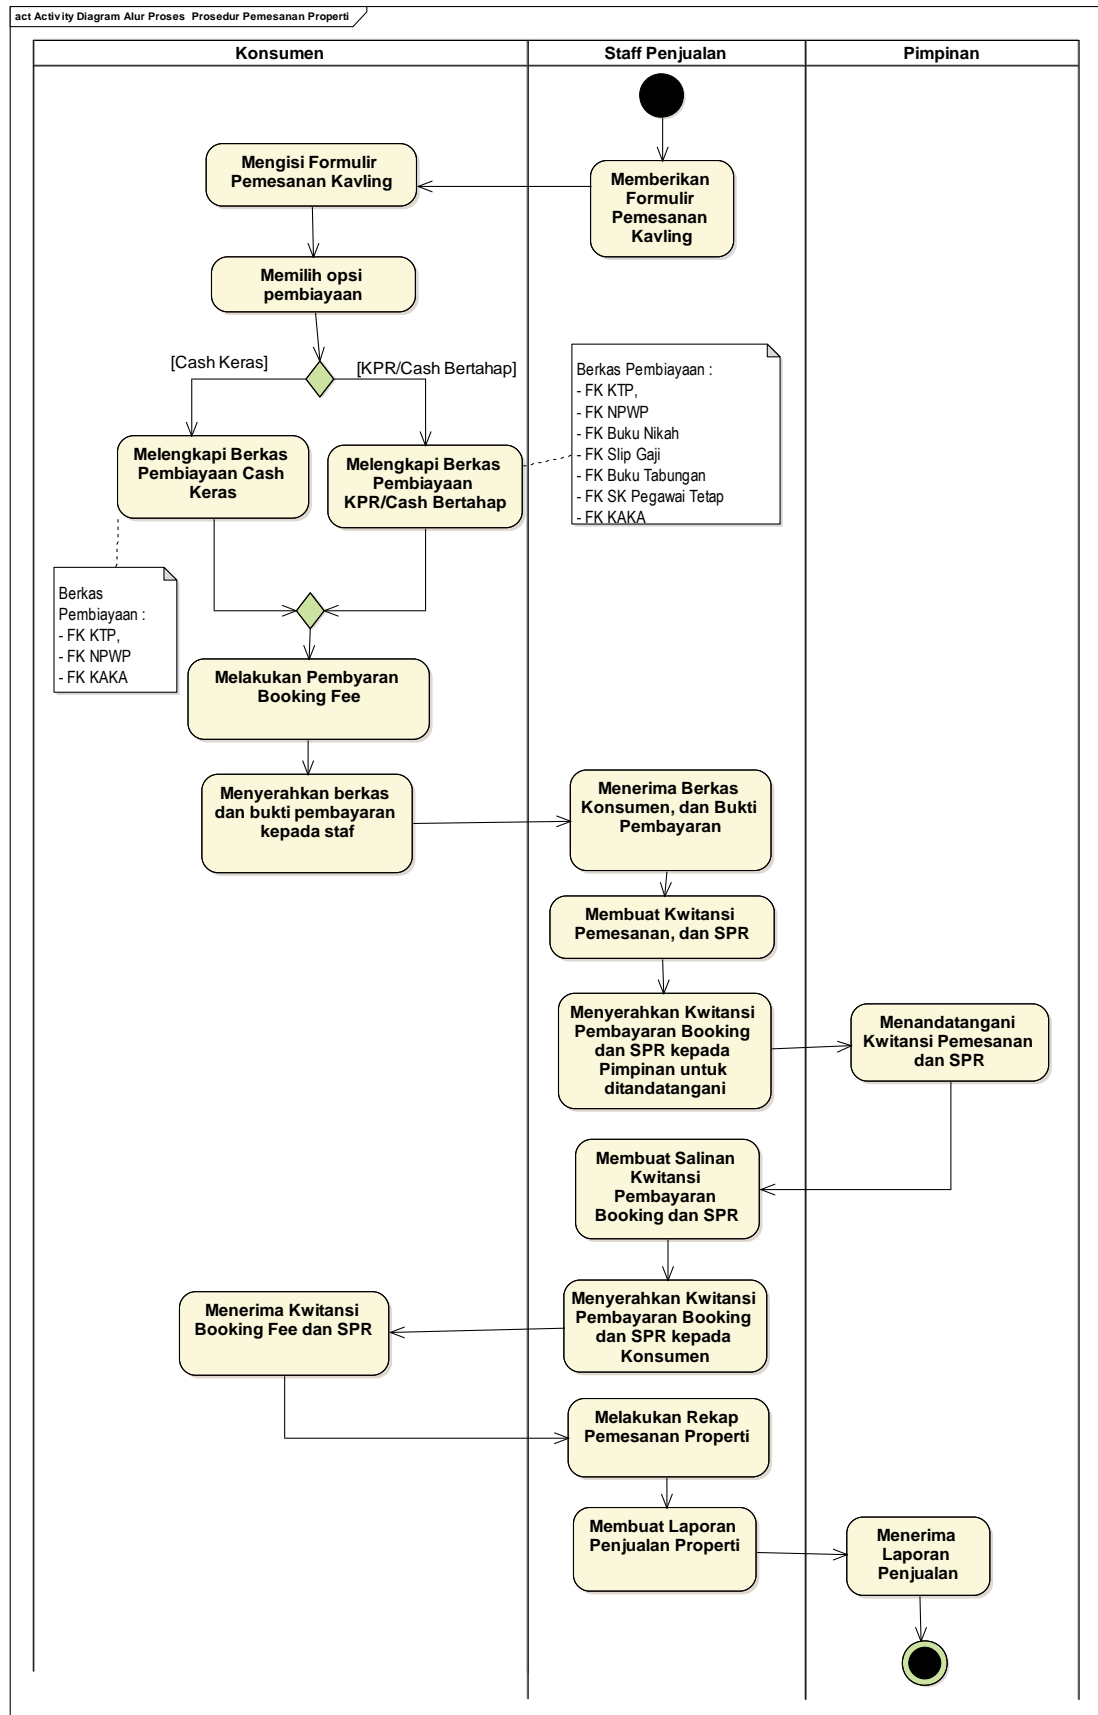 act Activity Diagram Alur Proses  Prosedur Pemesanan Properti
Konsumen
Staff Penjualan
Pimpinan
Memberikan
Formulir
Pemesanan
Kavling
Mengisi Formulir
Pemesanan Kavling
Memilih opsi
pembiayaan
[Cash Keras]
[KPR/Cash Bertahap]
Melengkapi Berkas
Pembiayaan Cash
Keras
Melengkapi Berkas
Pembiayaan
KPR/Cash Bertahap
Berkas Pembiayaan :
- FK KTP,
- FK NPWP
- FK Buku Nikah
- FK Slip Gaji
- FK Buku Tabungan
- FK SK Pegawai Tetap
- FK KAKA
Berkas
Pembiayaan :
- FK KTP,
- FK NPWP
- FK KAKA
Melakukan Pembyaran
Booking Fee
Menyerahkan berkas
dan bukti pembayaran
kepada staf
Menerima Berkas
Konsumen, dan Bukti
Pembayaran
Membuat Kwitansi
Pemesanan, dan SPR
Menyerahkan Kwitansi
Pembayaran Booking
dan SPR kepada
Pimpinan untuk
ditandatangani
Menandatangani
Kwitansi Pemesanan
dan SPR
Membuat Salinan
Kwitansi
Pembayaran
Booking dan SPR
Menyerahkan Kwitansi
Pembayaran Booking
dan SPR kepada
Konsumen
Menerima Kwitansi
Booking Fee dan SPR
Melakukan Rekap
Pemesanan Properti
Membuat Laporan
Penjualan Properti
Menerima
Laporan
Penjualan